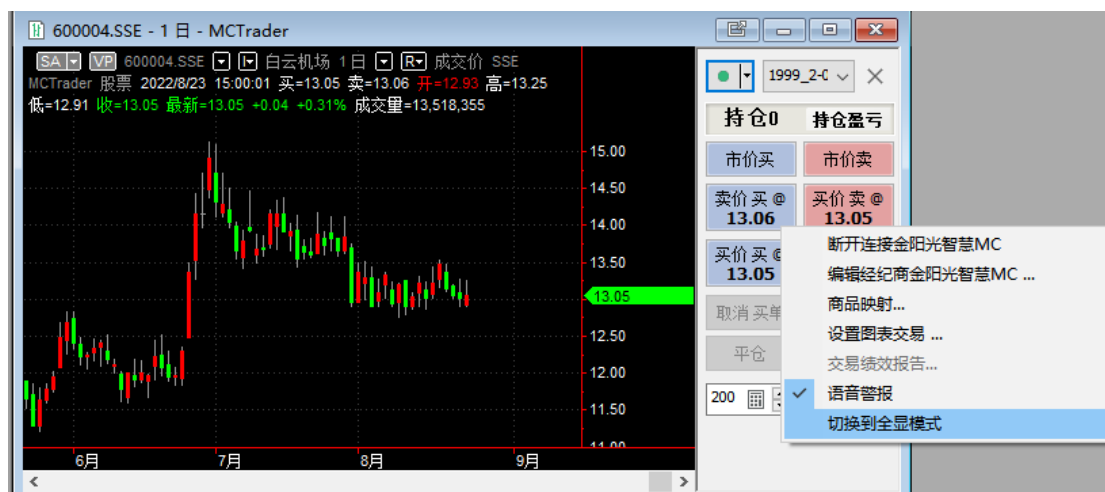 600004.SSE - 1 日 - MCTrader
SA VP 600004.SSE 白云机场 1日 R 成交价 SSE
MCTrader 股票 2022/8/23 15:00:01 买=13.05 卖=13.06 开=12.93 高=13.25
低=12.91 收=13.05 最新=13.05 +0.04 +0.31% 成交量=13,518,355
15.00
14.50
14.00
13.50
13.05
12.50
12.00
11.50
11.00
6月 7月 8月 9月
持仓0 持仓盈亏
市价买 市价卖
卖价 买 @ 13.06
买价 卖 @ 13.05
买价 买 @ 13.05
取消 买单
平仓
200
断开连接金阳光智慧MC
编辑经纪商金阳光智慧MC ...
商品映射...
设置图表交易 ...
交易绩效报告...
语音警报
切换到全显模式